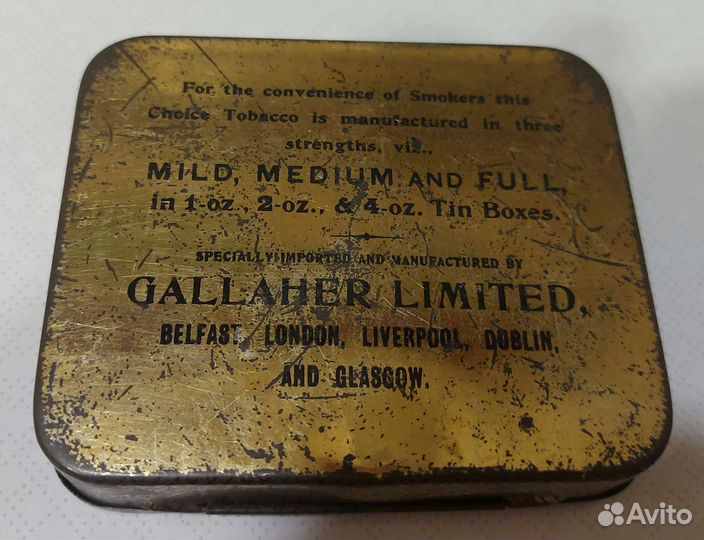 For the convenience of Smokers this
Choice Tobacco is manufactured in three
strengths, viz.,
MILD, MEDIUM AND FULL,
in 1-oz., 2-oz., & 4-oz. Tin Boxes.
SPECIALLY IMPORTED AND MANUFACTURED BY
GALLAHER LIMITED,
BELFAST, LONDON, LIVERPOOL, DUBLIN,
AND GLASGOW.
Avito